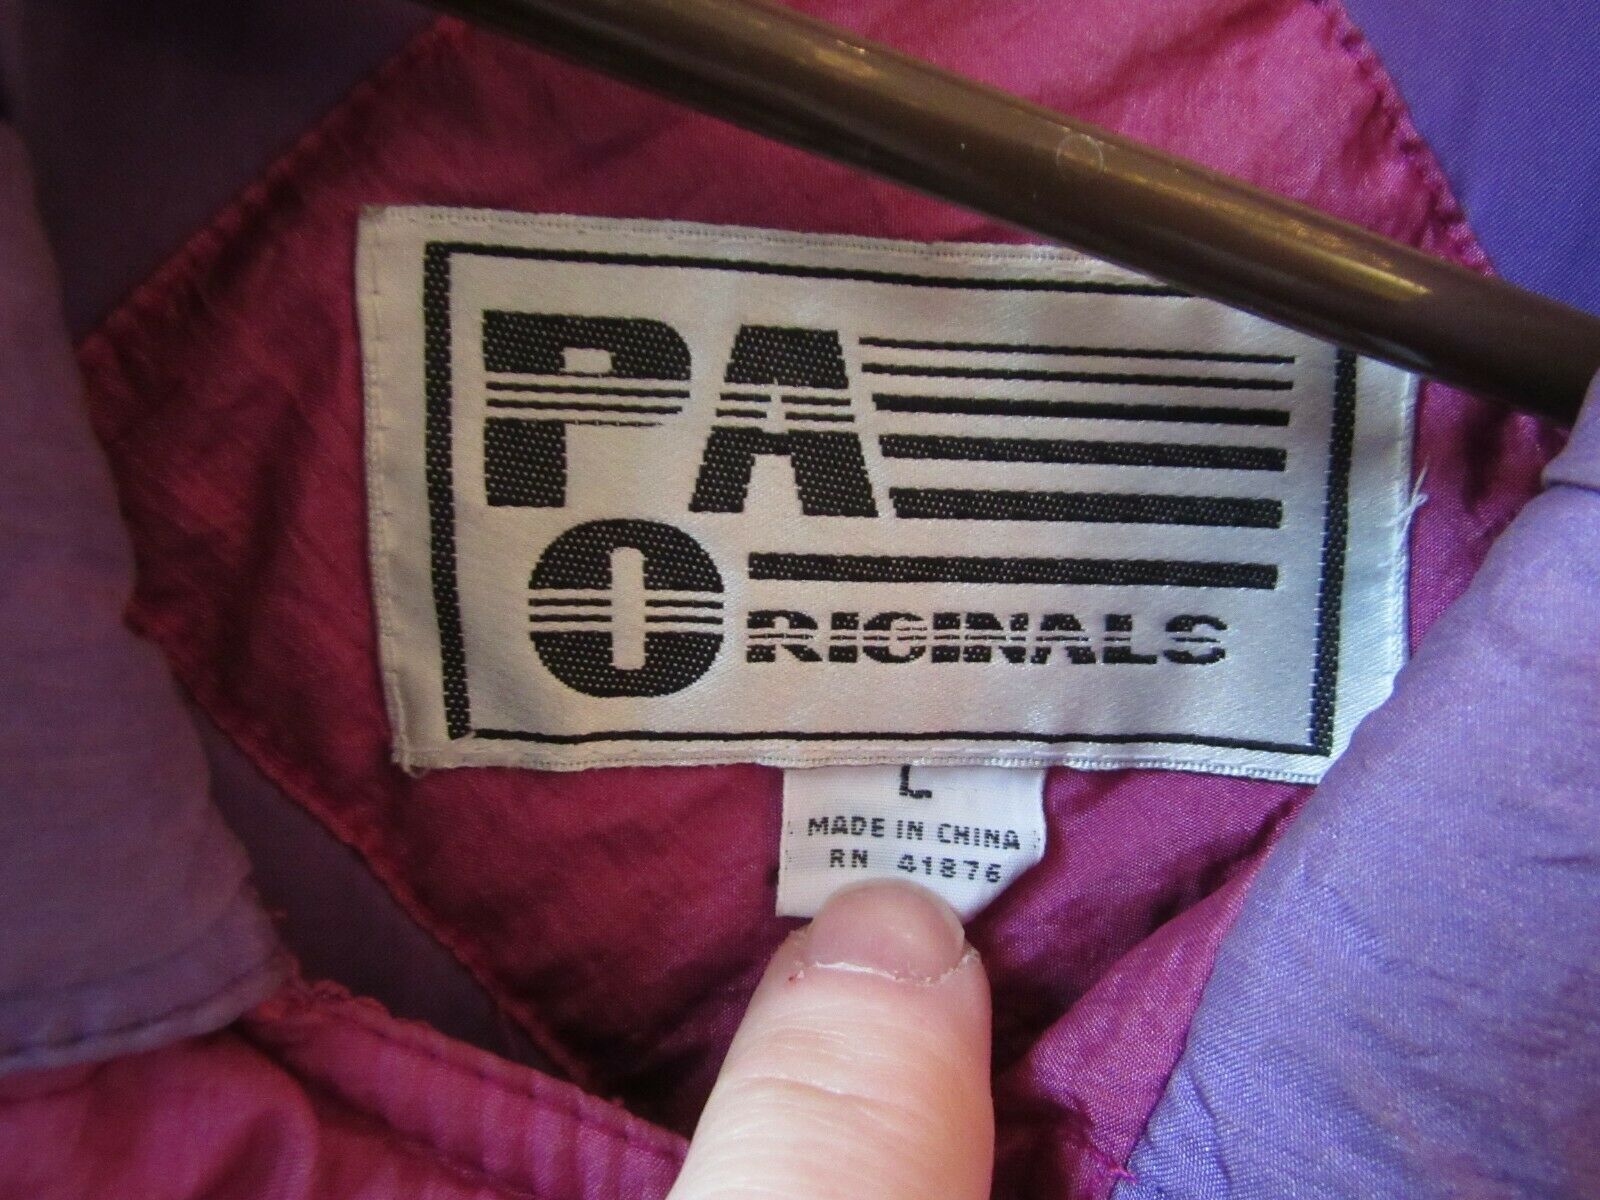 PA
ORIGINALS
L
MADE IN CHINA
RN 41876